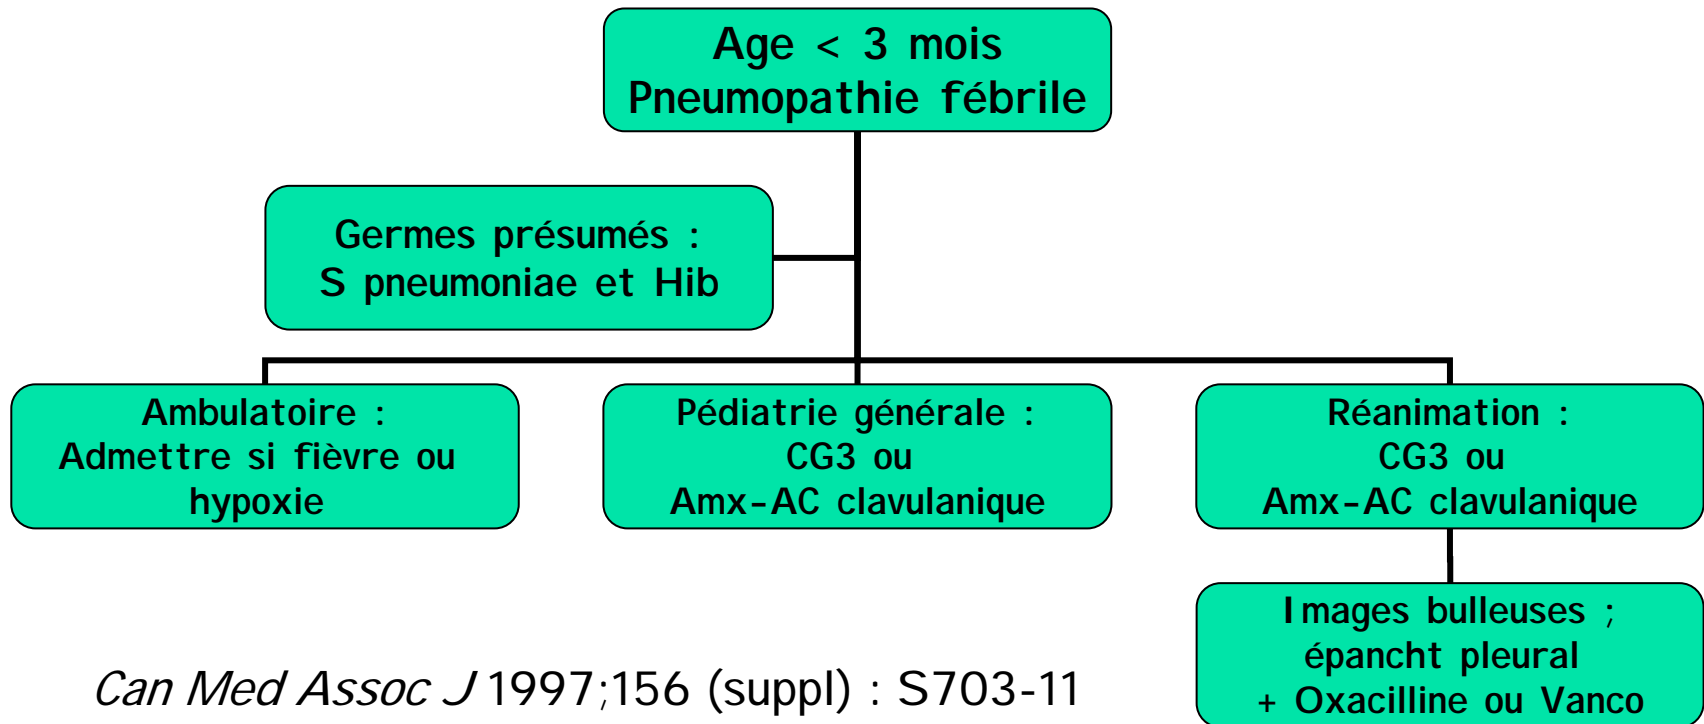 Age < 3 mois
Pneumopathie fébrile
Germes présumés :
S pneumoniae et Hib
Ambulatoire :
Admettre si fièvre ou
hypoxie
Pédiatrie générale :
CG3 ou
Amx-AC clavulanique
Réanimation :
CG3 ou
Amx-AC clavulanique
Images bulleuses ;
épancht pleural
+ Oxacilline ou Vanco
Can Med Assoc J 1997;156 (suppl) : S703-11